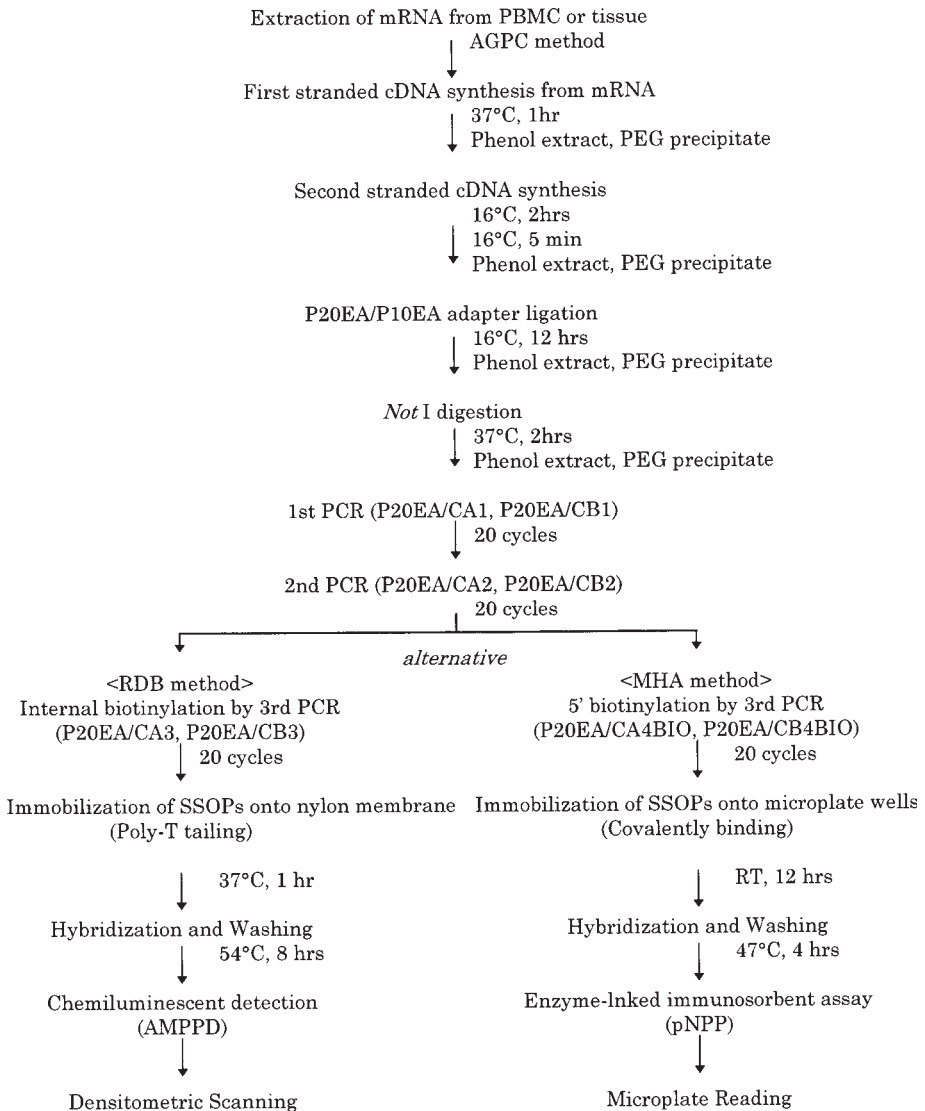 Extraction of mRNA from PBMC or tissue
AGPC method
First stranded cDNA synthesis from mRNA
37°C, 1hr
Phenol extract, PEG precipitate
Second stranded cDNA synthesis
16°C, 2hrs
16°C, 5 min
Phenol extract, PEG precipitate
P20EA/P10EA adapter ligation
16°C, 12 hrs
Phenol extract, PEG precipitate
Not I digestion
37°C, 2hrs
Phenol extract, PEG precipitate
1st PCR (P20EA/CA1, P20EA/CB1)
20 cycles
2nd PCR (P20EA/CA2, P20EA/CB2)
20 cycles
alternative
<RDB method>
Internal biotinylation by 3rd PCR
(P20EA/CA3, P20EA/CB3)
20 cycles
Immobilization of SSOPs onto nylon membrane
(Poly-T tailing)
37°C, 1 hr
Hybridization and Washing
54°C, 8 hrs
Chemiluminescent detection
(AMPPD)
Densitometric Scanning
<MHA method>
5' biotinylation by 3rd PCR
(P20EA/CA4BIO, P20EA/CB4BIO)
20 cycles
Immobilization of SSOPs onto microplate wells
(Covalently binding)
RT, 12 hrs
Hybridization and Washing
47°C, 4 hrs
Enzyme-lnked immunosorbent assay
(pNPP)
Microplate Reading